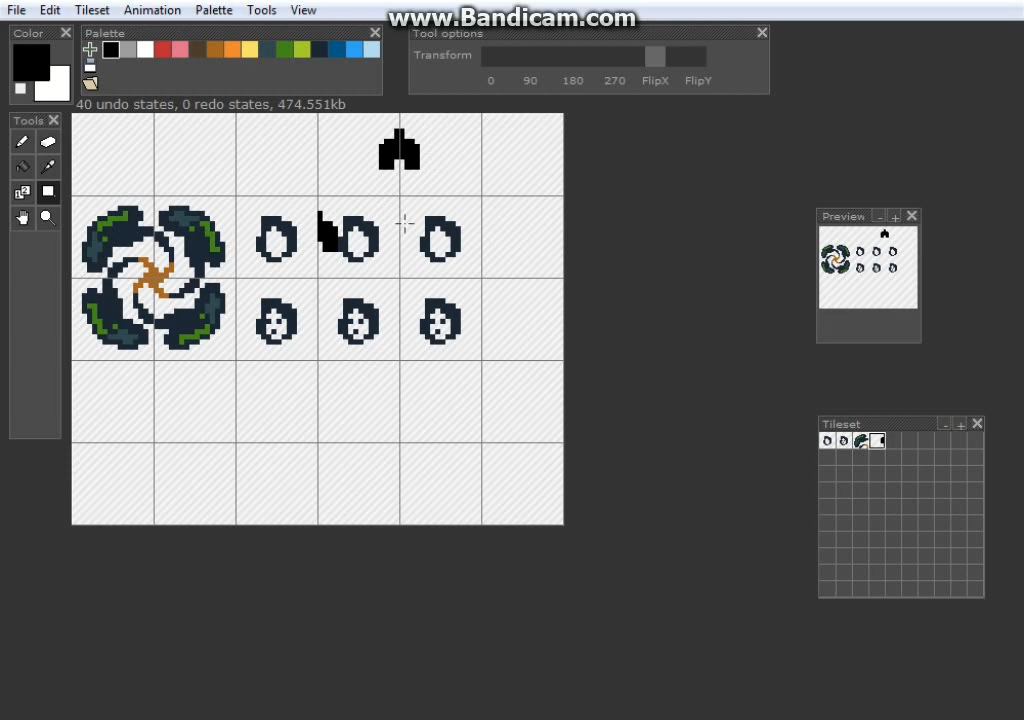 File Edit Tileset Animation Palette Tools View
www.Bandicam.com
Color Palette Tool options
Transform
0 90 180 270 FlipX FlipY
40 undo states, 0 redo states, 474.551kb
Tools
Preview - +
Tileset - +